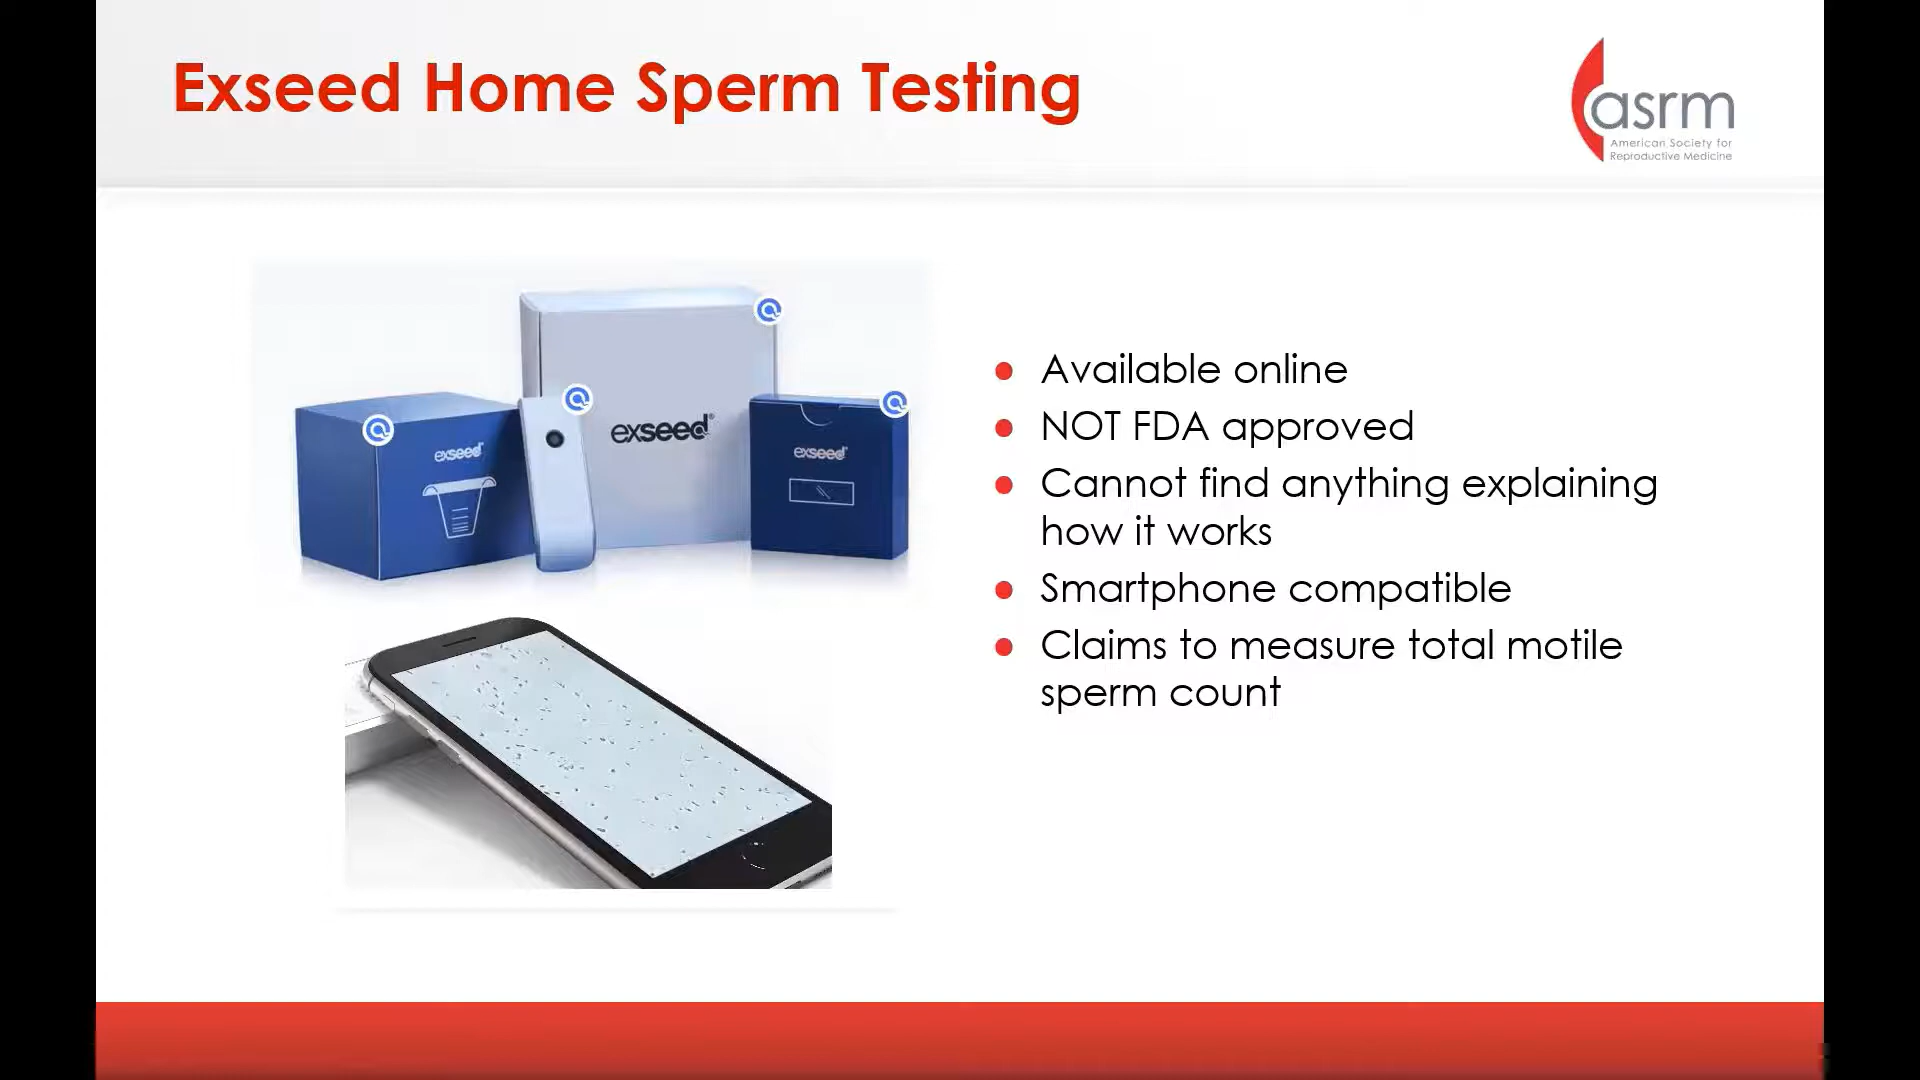 Exseed Home Sperm Testing
asrm
American Society for
Reproductive Medicine
exseed®
exseed
exseed
Available online
NOT FDA approved
Cannot find anything explaining
how it works
Smartphone compatible
Claims to measure total motile
sperm count